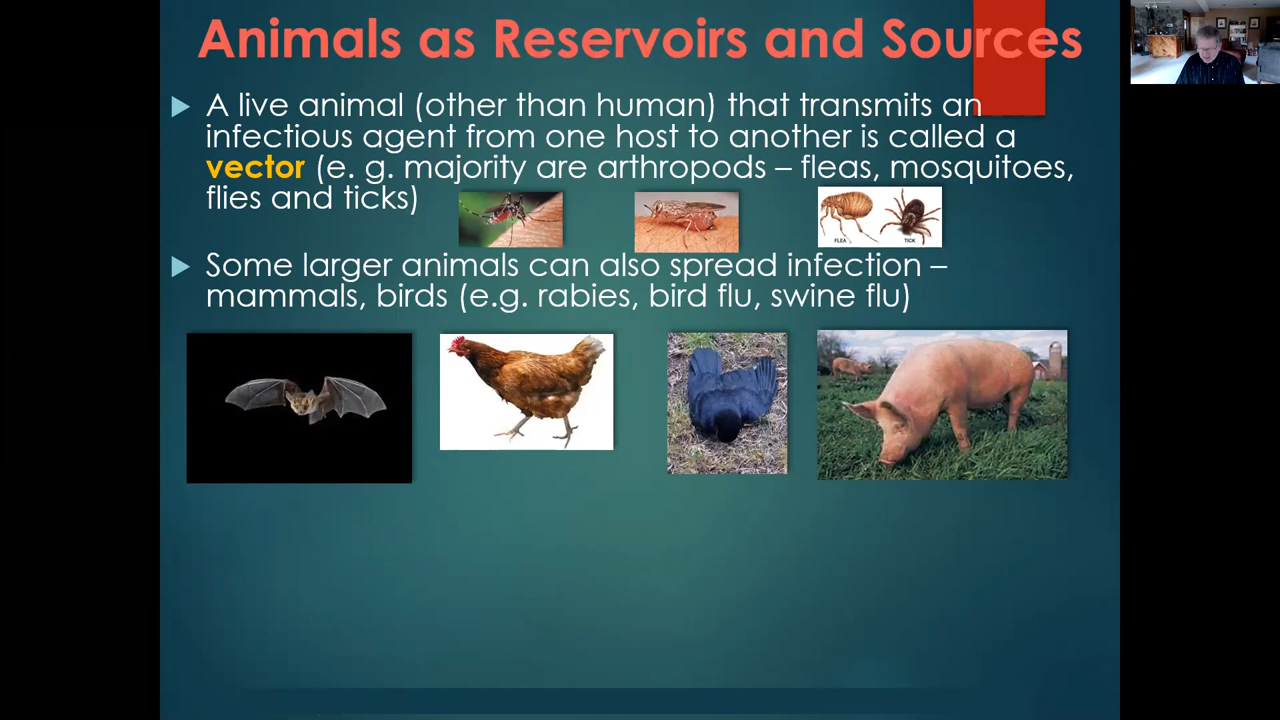 Animals as Reservoirs and Sources
A live animal (other than human) that transmits an
infectious agent from one host to another is called a
vector (e. g. majority are arthropods – fleas, mosquitoes,
flies and ticks)
FLEA TICK
Some larger animals can also spread infection –
mammals, birds (e.g. rabies, bird flu, swine flu)